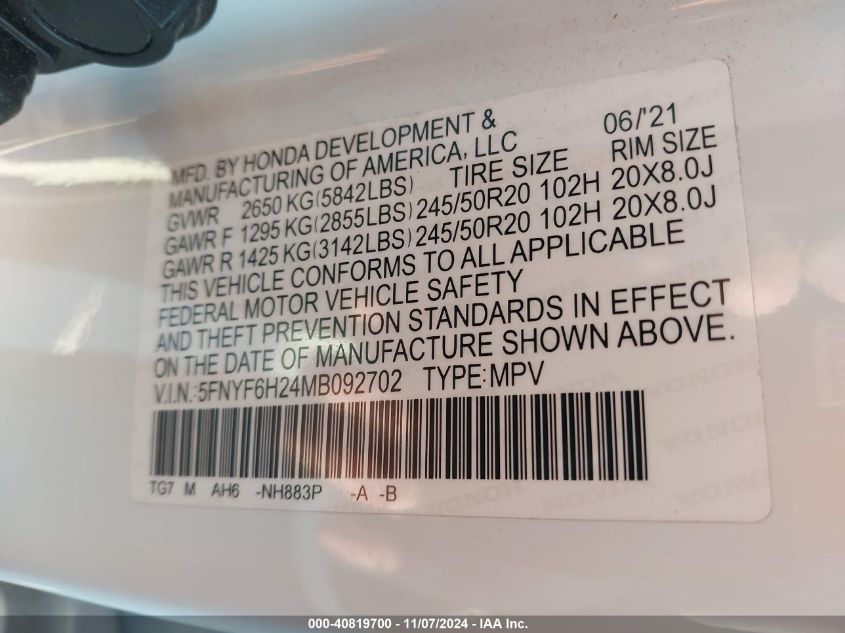 MFD. BY HONDA DEVELOPMENT & 06/'21
MANUFACTURING OF AMERICA, LLC
GVWR 2650 KG(5842LBS) TIRE SIZE RIM SIZE
GAWR F 1295 KG(2855LBS) 245/50R20 102H 20X8.0J
GAWR R 1425 KG(3142LBS) 245/50R20 102H 20X8.0J
THIS VEHICLE CONFORMS TO ALL APPLICABLE
FEDERAL MOTOR VEHICLE SAFETY
AND THEFT PREVENTION STANDARDS IN EFFECT
ON THE DATE OF MANUFACTURE SHOWN ABOVE.
V.I.N.:5FNYF6H24MB092702 TYPE:MPV
TG7 M AH6 -NH883P -A -B
000-40819700 - 11/07/2024 - IAA Inc.